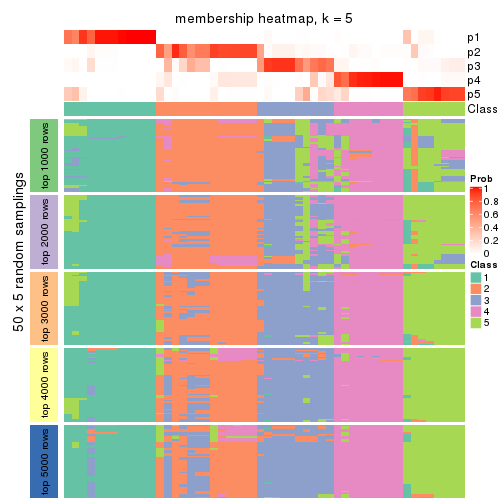 membership heatmap, k = 5
p1
p2
p3
p4
p5
Class
50 x 5 random samplings
top 1000 rows
top 2000 rows
top 3000 rows
top 4000 rows
top 5000 rows
Prob
1
0.8
0.6
0.4
0.2
0
Class
1
2
3
4
5